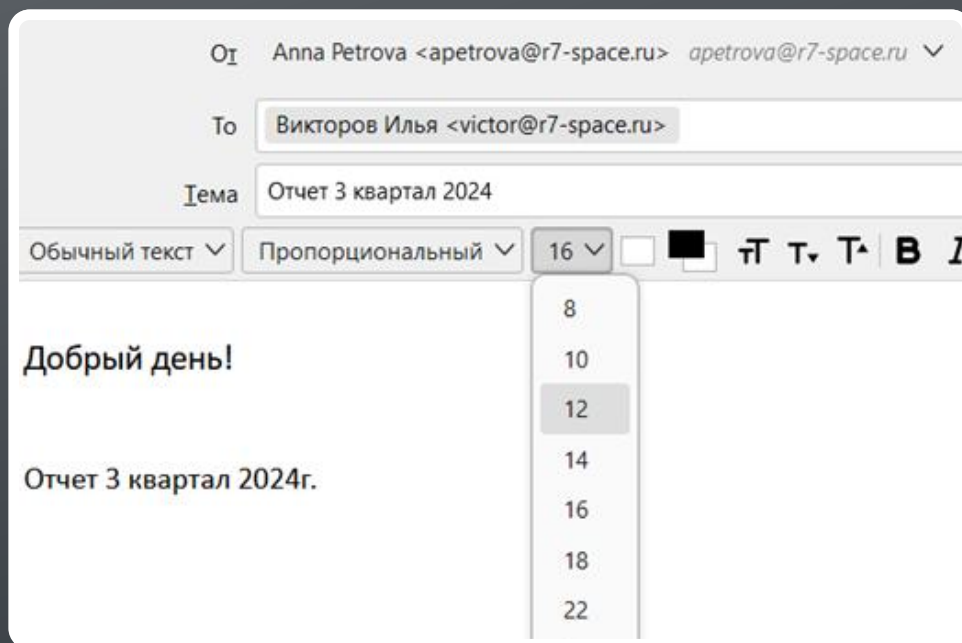 От Anna Petrova <apetrova@r7-space.ru> apetrova@r7-space.ru
To Викторов Илья <victor@r7-space.ru>
Тема Отчет 3 квартал 2024
Обычный текст Пропорциональный 16 тT T T B I
8
Добрый день!
10
12
14
Отчет 3 квартал 2024г.
16
18
22